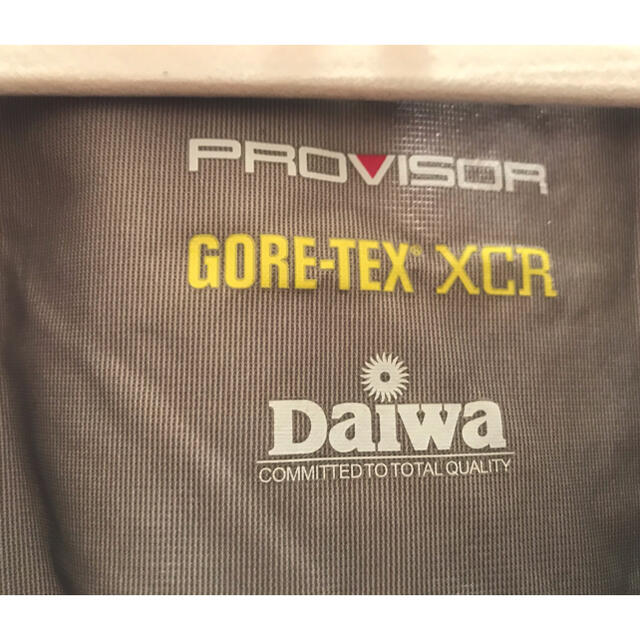 PROVISOR
GORE-TEX® XCR
Daiwa
COMMITTED TO TOTAL QUALITY